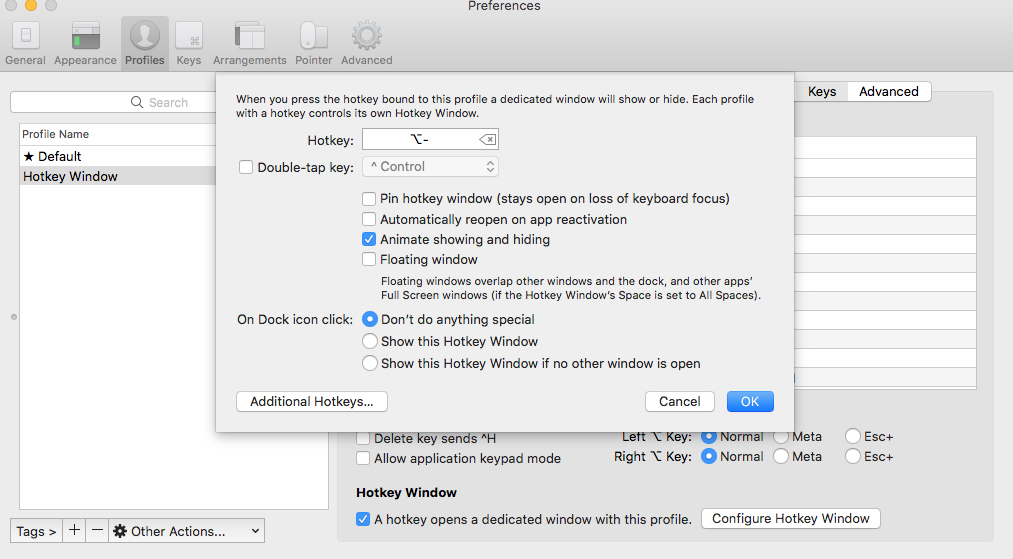 Preferences
General Appearance Profiles Keys Arrangements Pointer Advanced
Search
Keys Advanced
Profile Name
★ Default
Hotkey Window
When you press the hotkey bound to this profile a dedicated window will show or hide. Each profile
with a hotkey controls its own Hotkey Window.
Hotkey: ⌥-
Double-tap key: ^ Control
Pin hotkey window (stays open on loss of keyboard focus)
Automatically reopen on app reactivation
Animate showing and hiding
Floating window
Floating windows overlap other windows and the dock, and other apps’
Full Screen windows (if the Hotkey Window’s Space is set to All Spaces).
On Dock icon click: Don’t do anything special
Show this Hotkey Window
Show this Hotkey Window if no other window is open
Additional Hotkeys... Cancel OK
Delete key sends ^H Left ⌥ Key: Normal Meta Esc+
Allow application keypad mode Right ⌥ Key: Normal Meta Esc+
Hotkey Window
A hotkey opens a dedicated window with this profile. Configure Hotkey Window
Tags > + − Other Actions...